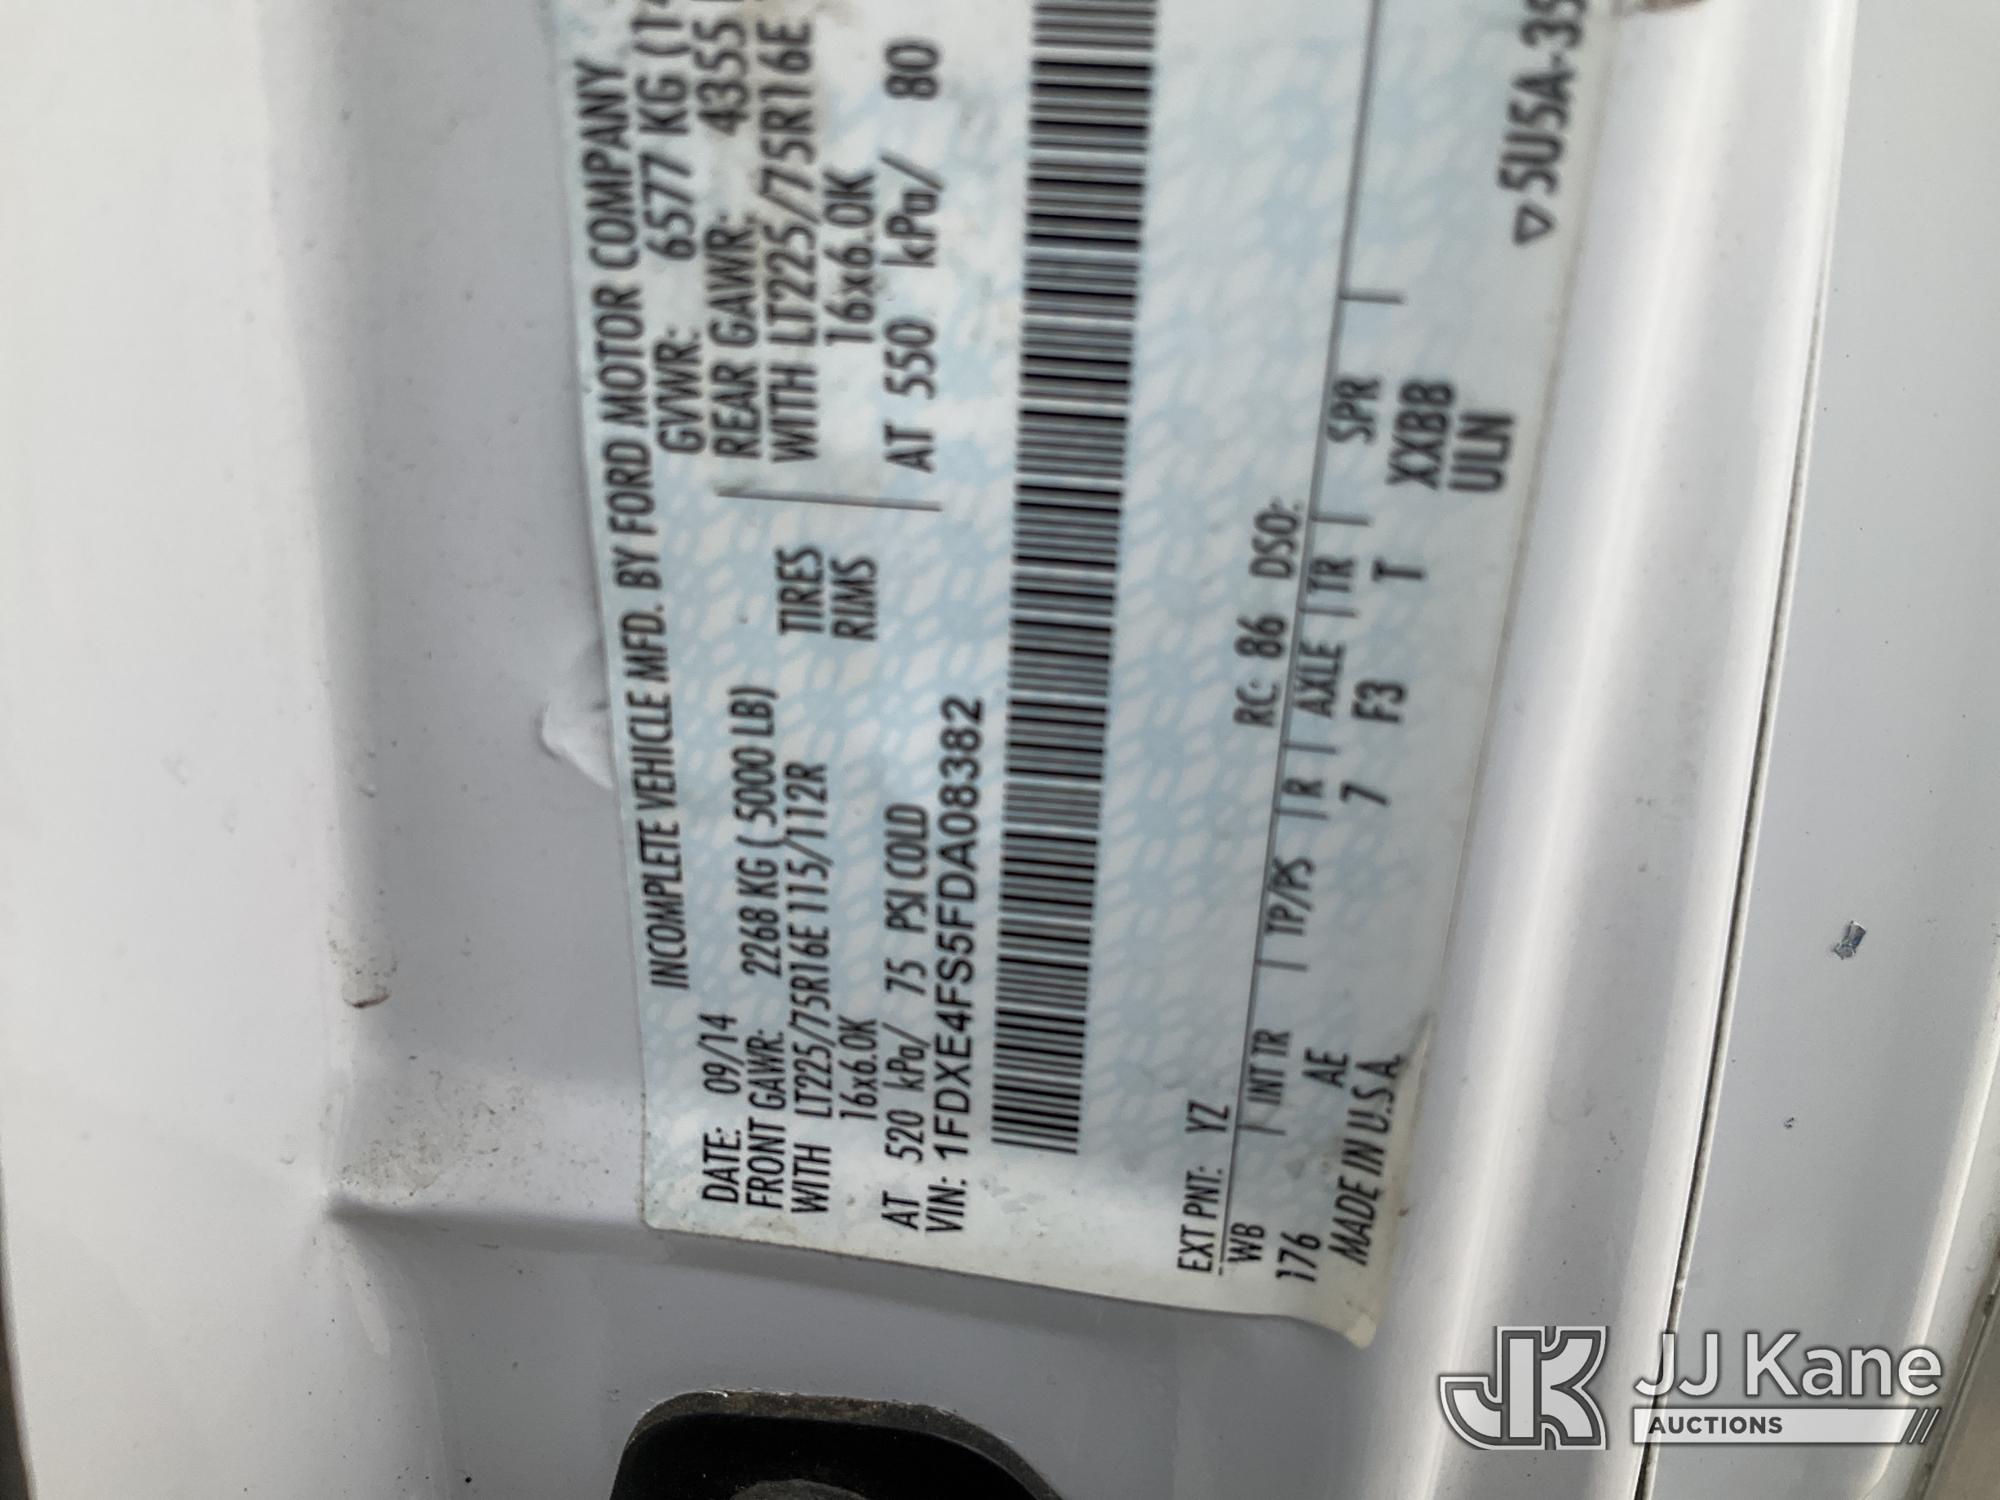 INCOMPLETE VEHICLE MFD. BY FORD MOTOR COMPANY
DATE: 09/14 GVWR: 6577 KG
FRONT GAWR: 2268 KG ( 5000 LB) REAR GAWR: 4355
WITH LT225/75R16E 115/112R TIRES WITH LT225/75R16E
16x6.0K RIMS 16x6.0K
AT 520 kPa/ 75 PSI COLD AT 550 kPa/ 80
VIN: 1FDXE4FS5FDA08382
EXT PNT: YZ RC: 86 DSO:
WB INT TR TP/PS R AXLE TR SPR
176 AE 7 F3 T XXBB
MADE IN U.S.A. ULN
▽5U5A-
JK JJ Kane
AUCTIONS